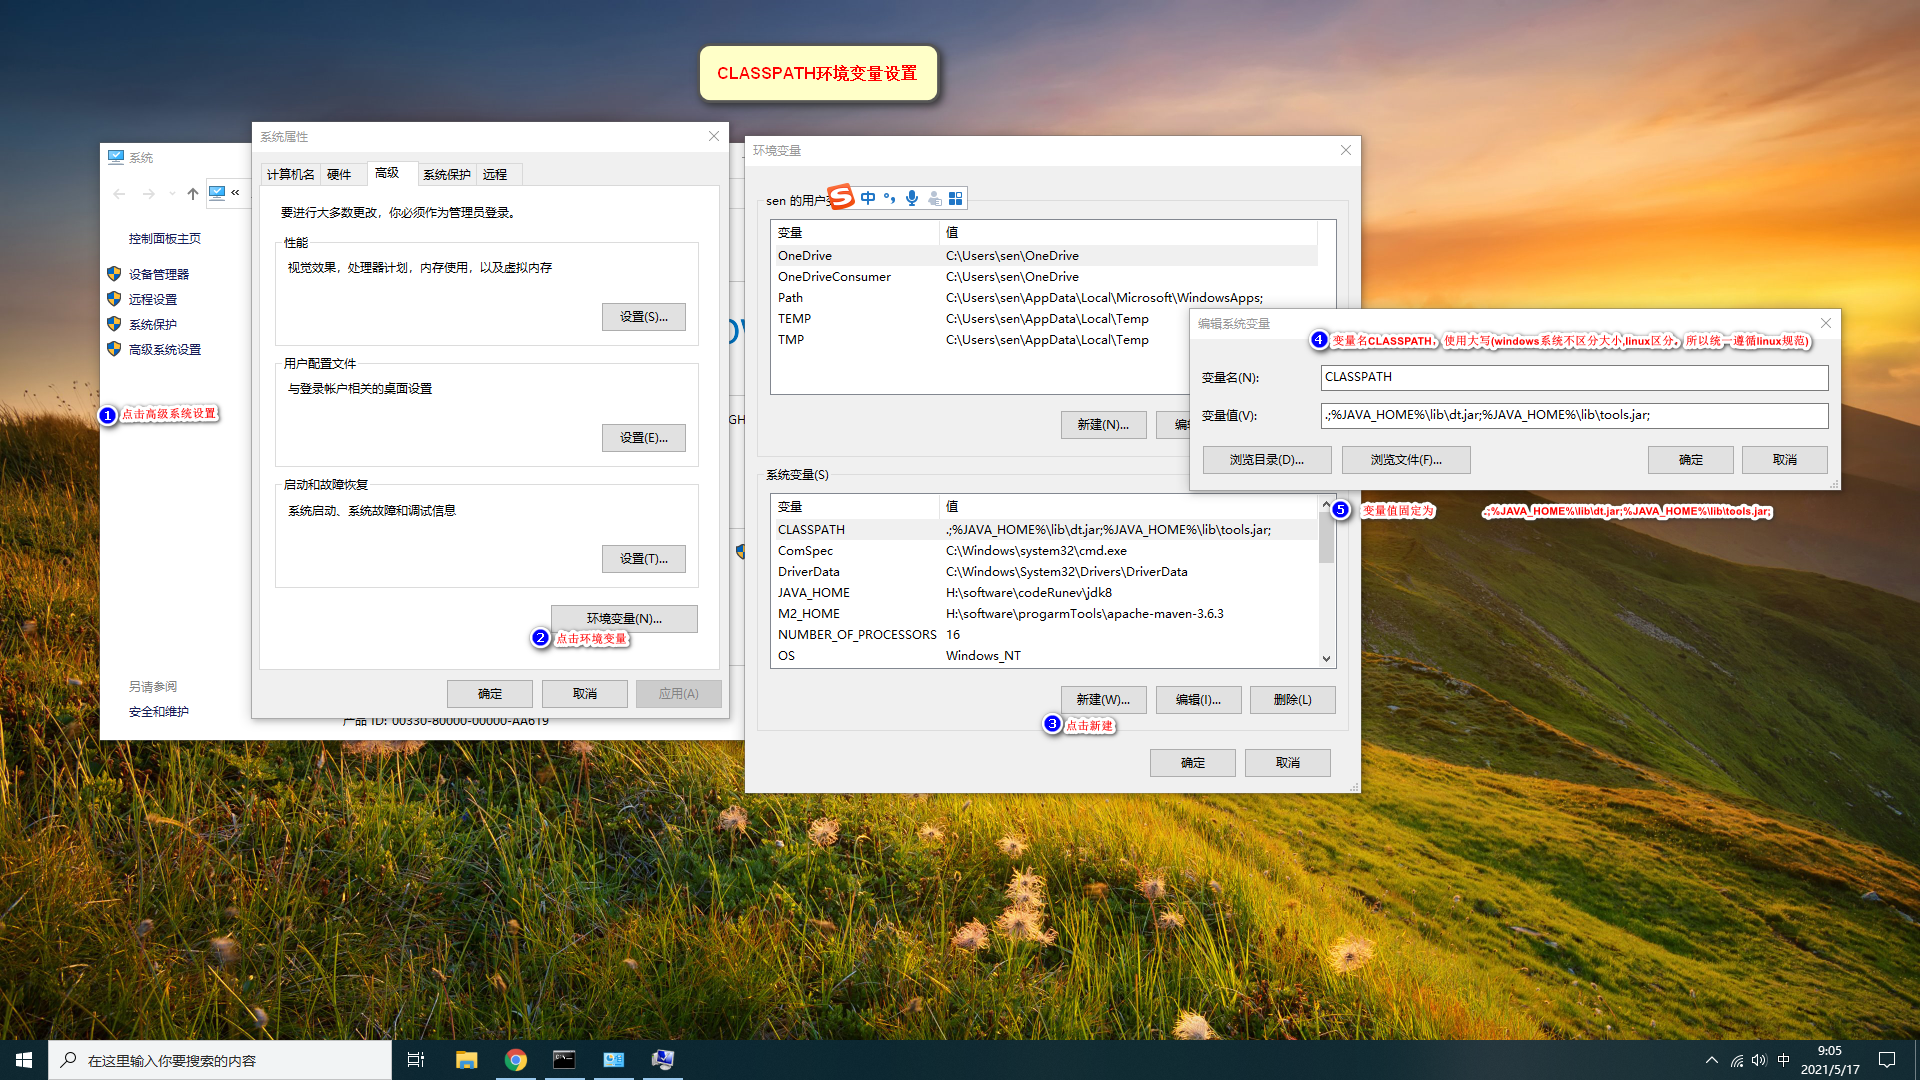 CLASSPATH环境变量设置
系统
«
控制面板主页
设备管理器
远程设置
系统保护
高级系统设置
1 点击高级系统设置
另请参阅
安全和维护
系统属性
计算机名 硬件 高级 系统保护 远程
要进行大多数更改，你必须作为管理员登录。
性能
视觉效果，处理器计划，内存使用，以及虚拟内存
设置(S)...
用户配置文件
与登录帐户相关的桌面设置
设置(E)...
启动和故障恢复
系统启动、系统故障和调试信息
设置(T)...
环境变量(N)...
2 点击环境变量
确定 取消 应用(A)
产品 ID: 00330-80000-00000-AA619
GH
环境变量
sen 的用户
S 中
变量 值
OneDrive C:\Users\sen\OneDrive
OneDriveConsumer C:\Users\sen\OneDrive
Path C:\Users\sen\AppData\Local\Microsoft\WindowsApps;
TEMP C:\Users\sen\AppData\Local\Temp
TMP C:\Users\sen\AppData\Local\Temp
新建(N)... 编
系统变量(S)
变量 值
CLASSPATH .;%JAVA_HOME%\lib\dt.jar;%JAVA_HOME%\lib\tools.jar;
ComSpec C:\Windows\system32\cmd.exe
DriverData C:\Windows\System32\Drivers\DriverData
JAVA_HOME H:\software\codeRunev\jdk8
M2_HOME H:\software\progarmTools\apache-maven-3.6.3
NUMBER_OF_PROCESSORS 16
OS Windows_NT
新建(W)... 编辑(I)... 删除(L)
3 点击新建
确定 取消
编辑系统变量
4 变量名CLASSPATH，使用大写(windows系统不区分大小,linux区分。所以统一遵循linux规范)
变量名(N): CLASSPATH
变量值(V): .;%JAVA_HOME%\lib\dt.jar;%JAVA_HOME%\lib\tools.jar;
浏览目录(D)... 浏览文件(F)... 确定 取消
5 变量值固定为 .;%JAVA_HOME%\lib\dt.jar;%JAVA_HOME%\lib\tools.jar;
在这里输入你要搜索的内容
中
9:05
2021/5/17